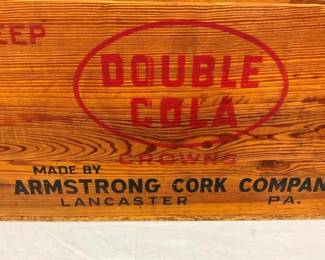 EEP
DOUBLE
COLA
CROWNS
MADE BY
ARMSTRONG CORK COMPAN
LANCASTER PA.